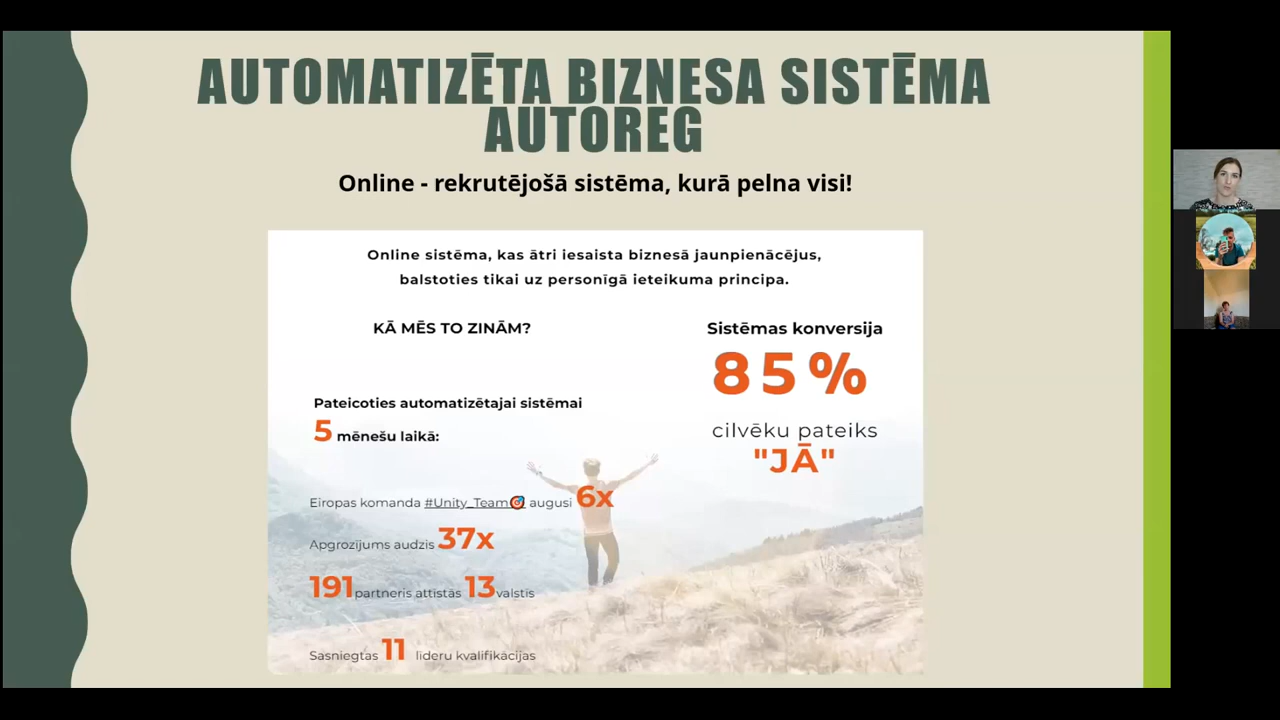 AUTOMATIZĒTA BIZNESA SISTĒMA
AUTOREG
Online - rekrutējošā sistēma, kurā pelna visi!
Online sistēma, kas ātri iesaista biznesā jaunpienācējus,
balstoties tikai uz personīgā ieteikuma principa.
KĀ MĒS TO ZINĀM?
Pateicoties automatizētajai sistēmai
5 mēnešu laikā:
Eiropas komanda #Unity_Team🎯 augusi 6x
Apgrozījums audzis 37x
191 partneris attīstās 13 valstīs
Sasniegtas 11 līderu kvalifikācijas
Sistēmas konversija
85%
cilvēku pateiks
"JĀ"